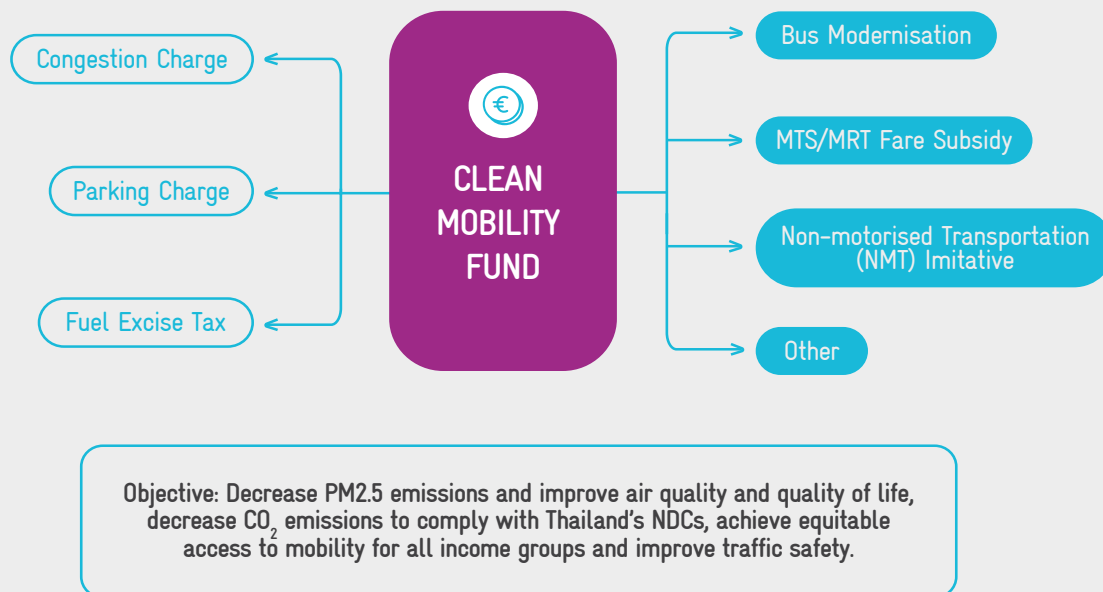 Congestion Charge
Parking Charge
Fuel Excise Tax
€
CLEAN
MOBILITY
FUND
Bus Modernisation
MTS/MRT Fare Subsidy
Non-motorised Transportation
(NMT) Imitative
Other
Objective: Decrease PM2.5 emissions and improve air quality and quality of life,
decrease CO₂ emissions to comply with Thailand's NDCs, achieve equitable
access to mobility for all income groups and improve traffic safety.